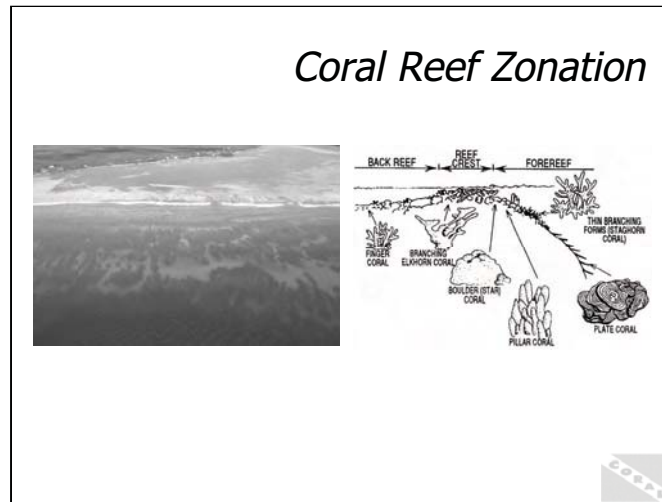 Coral Reef Zonation
BACK REEF
REEF
CREST
FOREREEF
FINGER
CORAL
BRANCHING
ELKHORN CORAL
BOULDER (STAR)
CORAL
PILLAR CORAL
THIN BRANCHING
FORMS (STAGHORN
CORAL)
PLATE CORAL